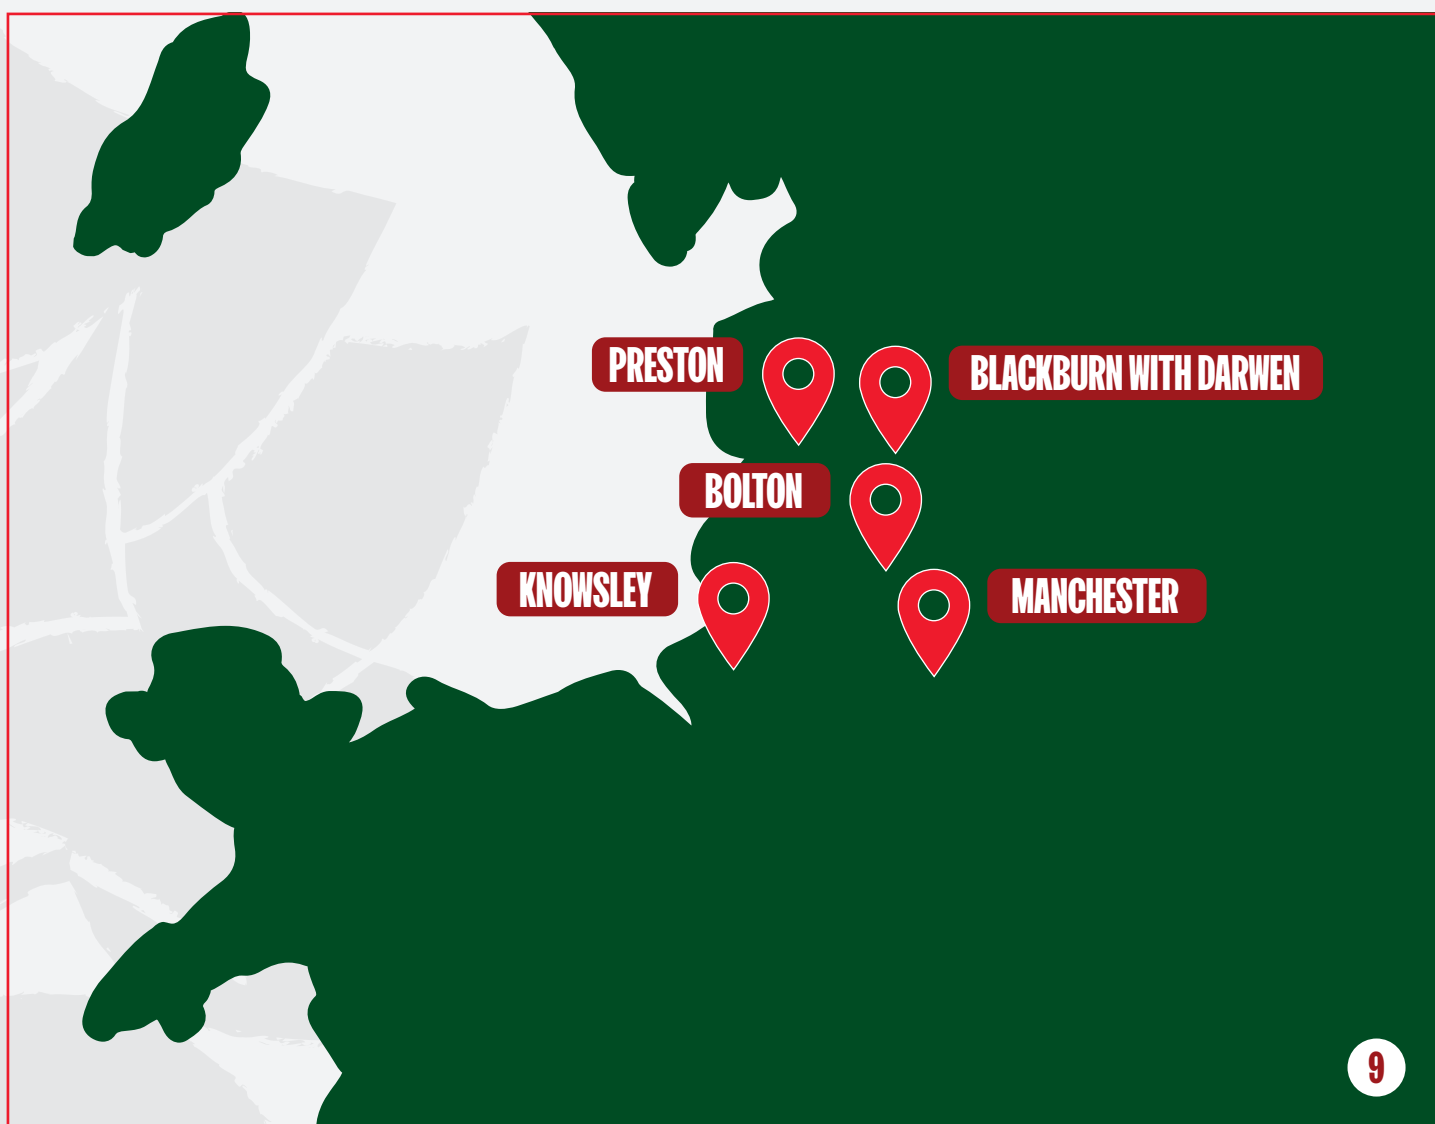 PRESTON
BLACKBURN WITH DARWEN
BOLTON
KNOWSLEY
MANCHESTER
9